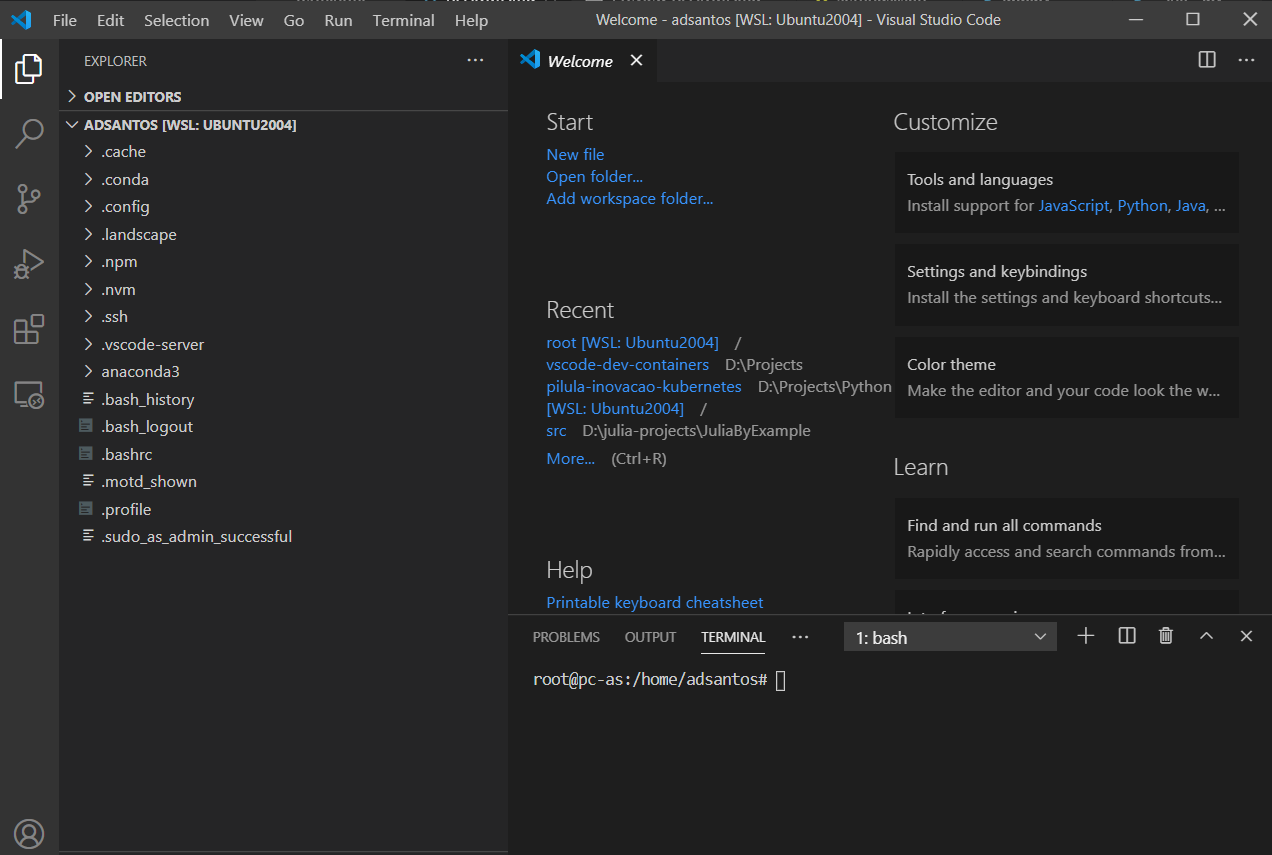 File Edit Selection View Go Run Terminal Help Welcome - adsantos [WSL: Ubuntu2004] - Visual Studio Code
EXPLORER
OPEN EDITORS
ADSANTOS [WSL: UBUNTU2004]
.cache
.conda
.config
.landscape
.npm
.nvm
.ssh
.vscode-server
anaconda3
.bash_history
.bash_logout
.bashrc
.motd_shown
.profile
.sudo_as_admin_successful
Welcome
Start
New file
Open folder...
Add workspace folder...
Recent
root [WSL: Ubuntu2004] /
vscode-dev-containers D:\Projects
pilula-inovacao-kubernetes D:\Projects\Python
[WSL: Ubuntu2004] /
src D:\julia-projects\JuliaByExample
More... (Ctrl+R)
Help
Printable keyboard cheatsheet
Customize
Tools and languages
Install support for JavaScript, Python, Java, ...
Settings and keybindings
Install the settings and keyboard shortcuts...
Color theme
Make the editor and your code look the w...
Learn
Find and run all commands
Rapidly access and search commands from...
PROBLEMS OUTPUT TERMINAL ... 1: bash
root@pc-as:/home/adsantos#